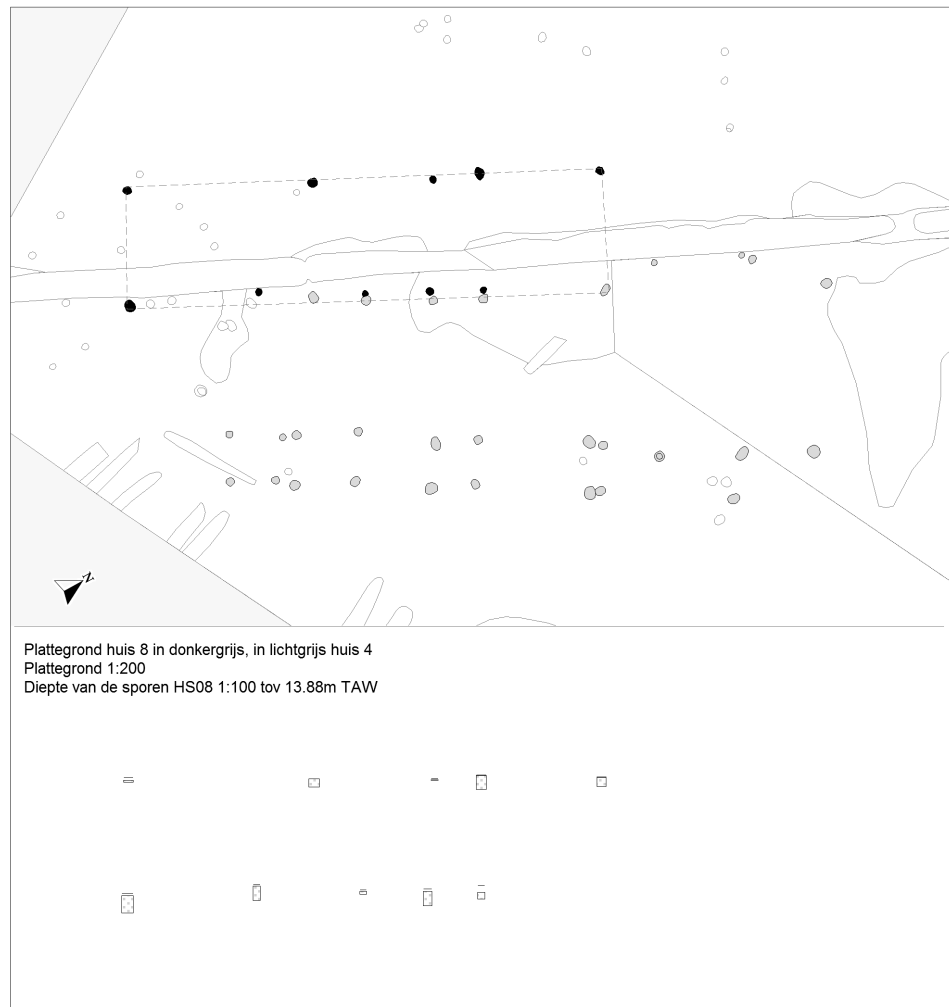 N
Plattegrond huis 8 in donkergrijs, in lichtgrijs huis 4
Plattegrond 1:200
Diepte van de sporen HS08 1:100 tov 13.88m TAW